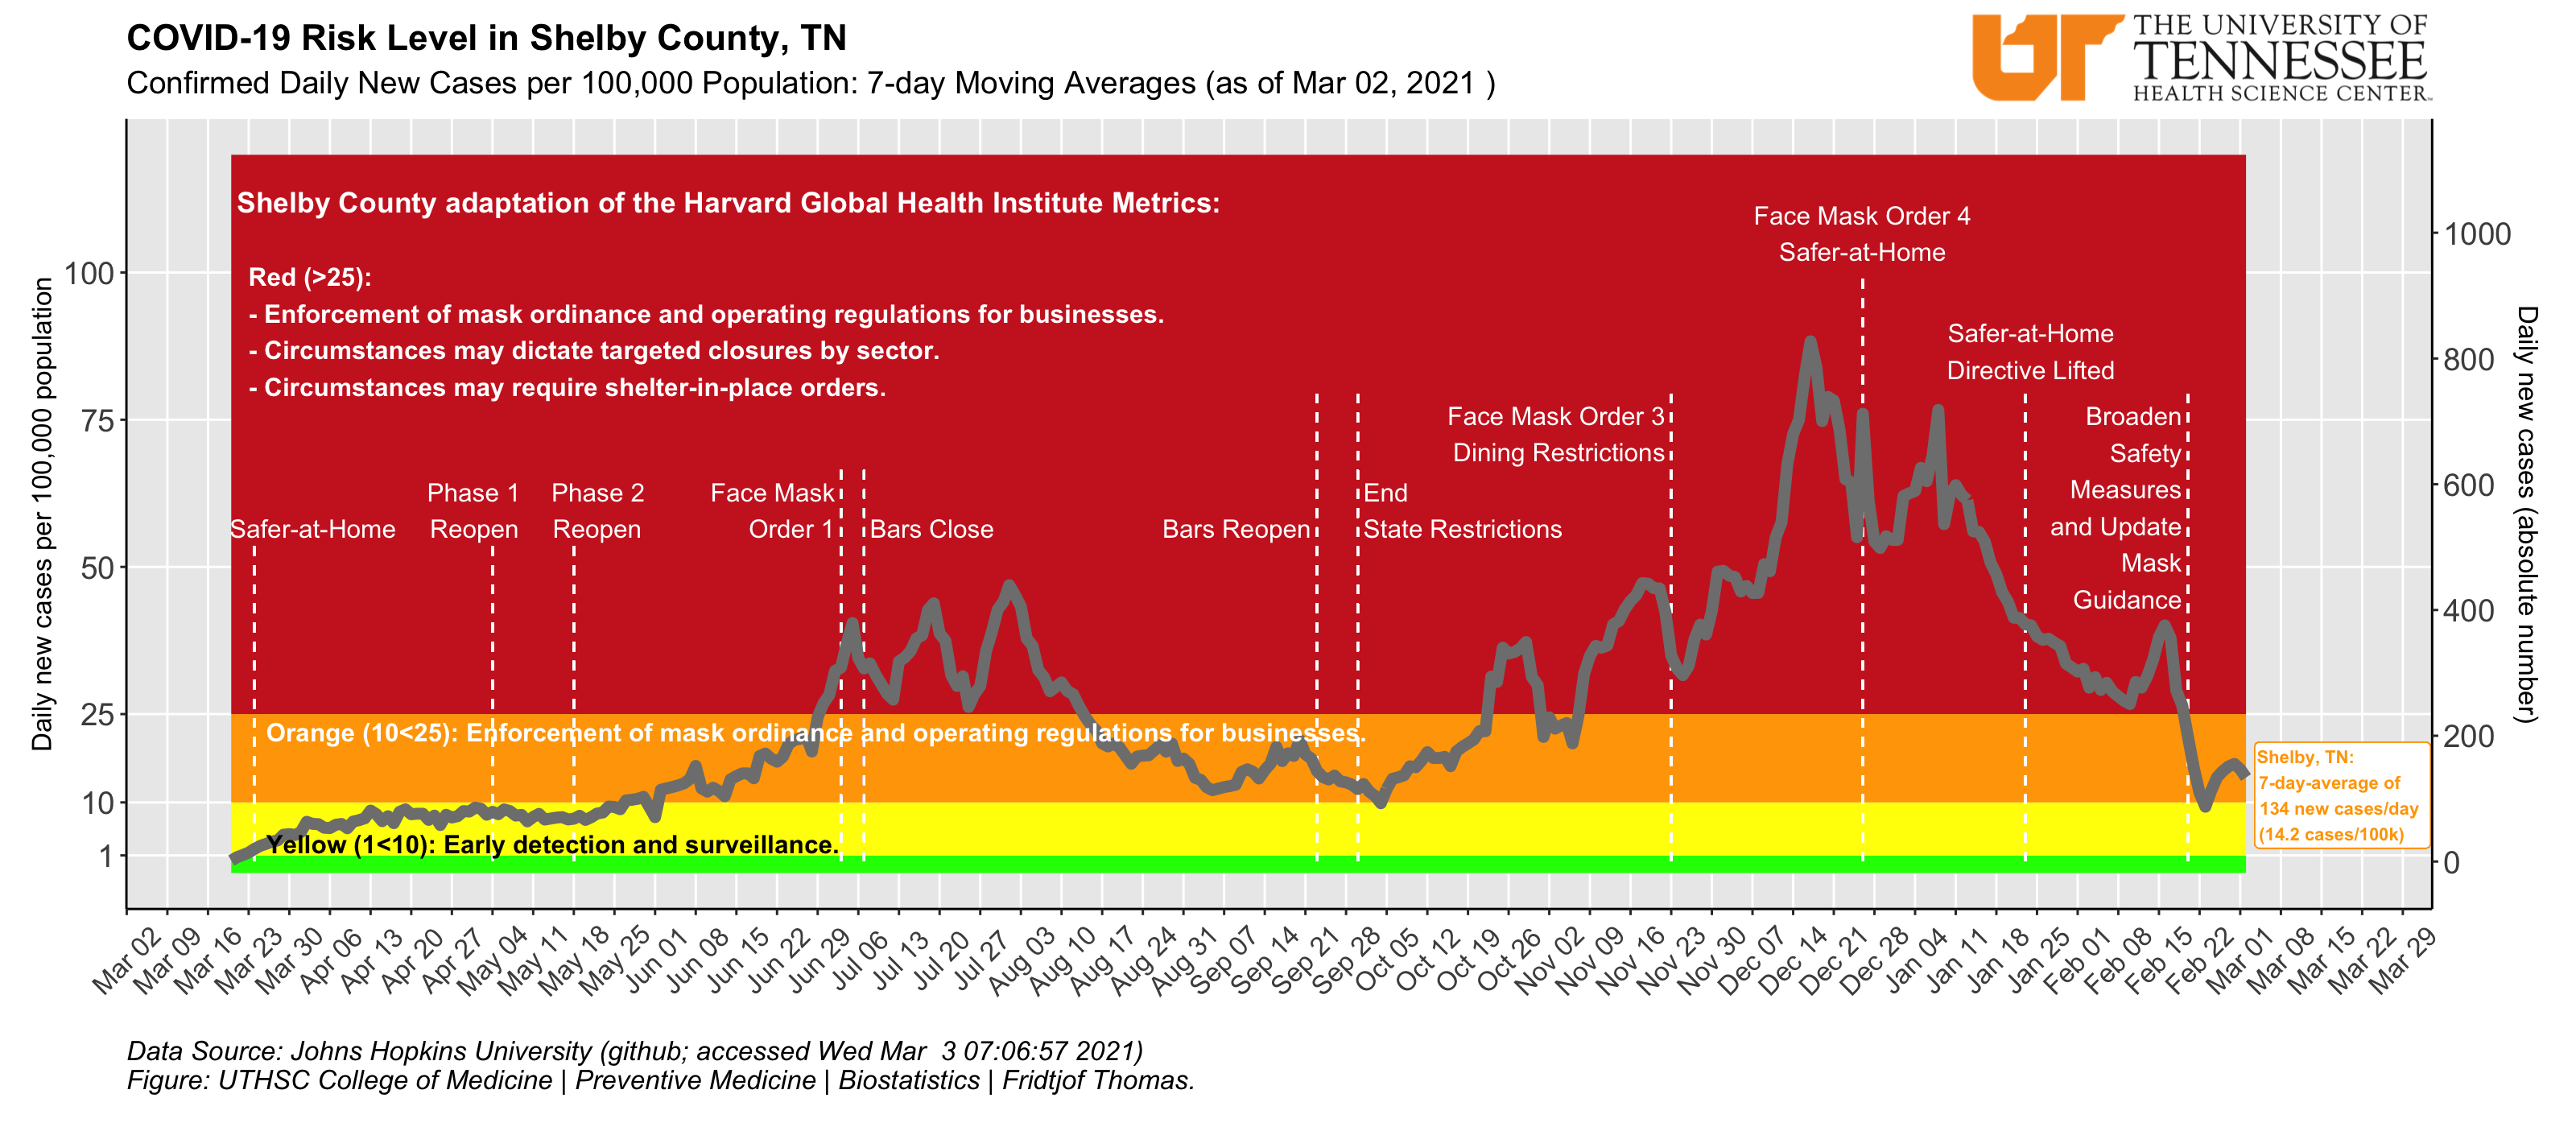 COVID-19 Risk Level in Shelby County, TN
Confirmed Daily New Cases per 100,000 Population: 7-day Moving Averages (as of Mar 02, 2021 )
UT
THE UNIVERSITY OF
TENNESSEE
HEALTH SCIENCE CENTER
Shelby County adaptation of the Harvard Global Health Institute Metrics:
Red (>25):
- Enforcement of mask ordinance and operating regulations for businesses.
- Circumstances may dictate targeted closures by sector.
- Circumstances may require shelter-in-place orders.
Safer-at-Home
Phase 1
Reopen
Phase 2
Reopen
Face Mask
Order 1
Bars Close
Bars Reopen
End
State Restrictions
Face Mask Order 3
Dining Restrictions
Face Mask Order 4
Safer-at-Home
Safer-at-Home
Directive Lifted
Broaden
Safety
Measures
and Update
Mask
Guidance
Orange (10<25): Enforcement of mask ordinance and operating regulations for businesses.
Yellow (1<10): Early detection and surveillance.
Shelby, TN:
7-day-average of
134 new cases/day
(14.2 cases/100k)
Daily new cases per 100,000 population
100
75
50
25
10
1
Daily new cases (absolute number)
1000
800
600
400
200
0
Mar 02
Mar 09
Mar 16
Mar 23
Mar 30
Apr 06
Apr 13
Apr 20
Apr 27
May 04
May 11
May 18
May 25
Jun 01
Jun 08
Jun 15
Jun 22
Jun 29
Jul 06
Jul 13
Jul 20
Jul 27
Aug 03
Aug 10
Aug 17
Aug 24
Aug 31
Sep 07
Sep 14
Sep 21
Sep 28
Oct 05
Oct 12
Oct 19
Oct 26
Nov 02
Nov 09
Nov 16
Nov 23
Nov 30
Dec 07
Dec 14
Dec 21
Dec 28
Jan 04
Jan 11
Jan 18
Jan 25
Feb 01
Feb 08
Feb 15
Feb 22
Mar 01
Mar 08
Mar 15
Mar 22
Mar 29
Data Source: Johns Hopkins University (github; accessed Wed Mar  3 07:06:57 2021)
Figure: UTHSC College of Medicine | Preventive Medicine | Biostatistics | Fridtjof Thomas.